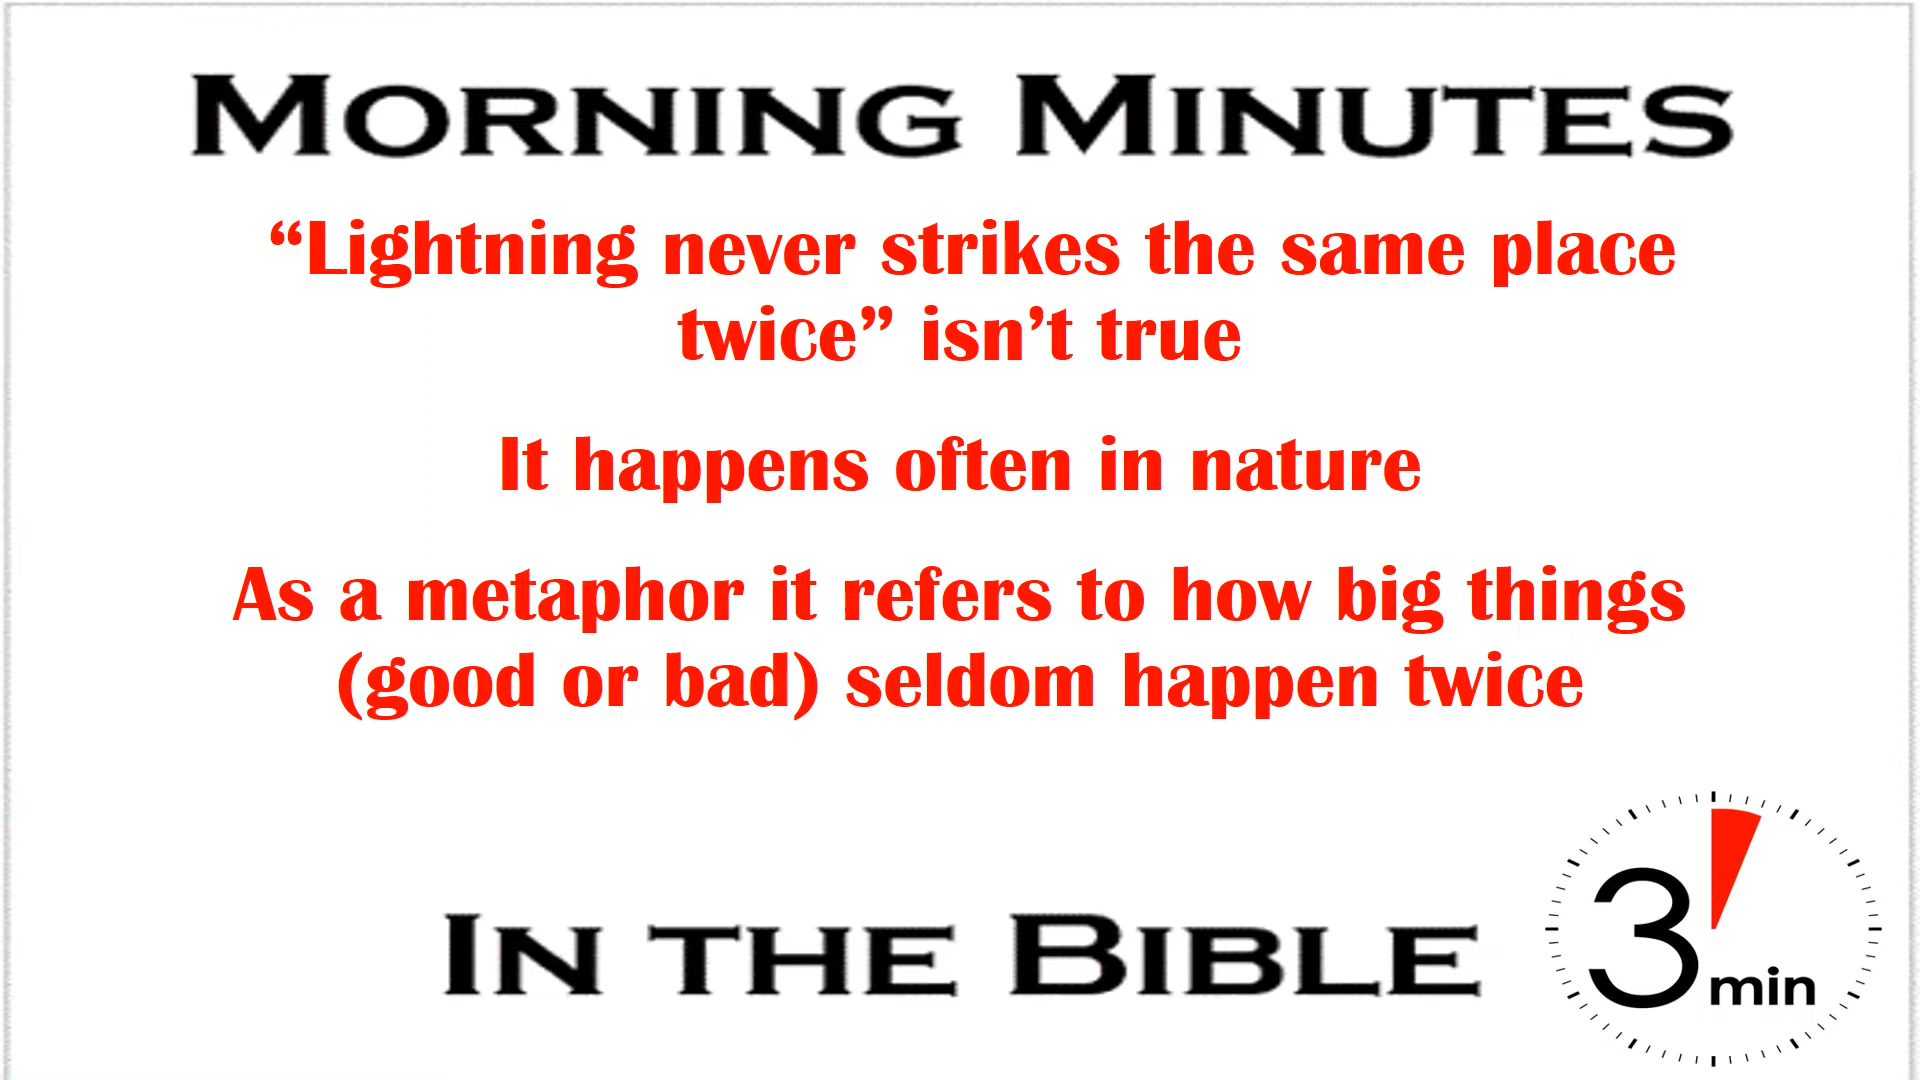 MORNING MINUTES
“Lightning never strikes the same place
twice” isn’t true
It happens often in nature
As a metaphor it refers to how big things
(good or bad) seldom happen twice
IN THE BIBLE
3 min